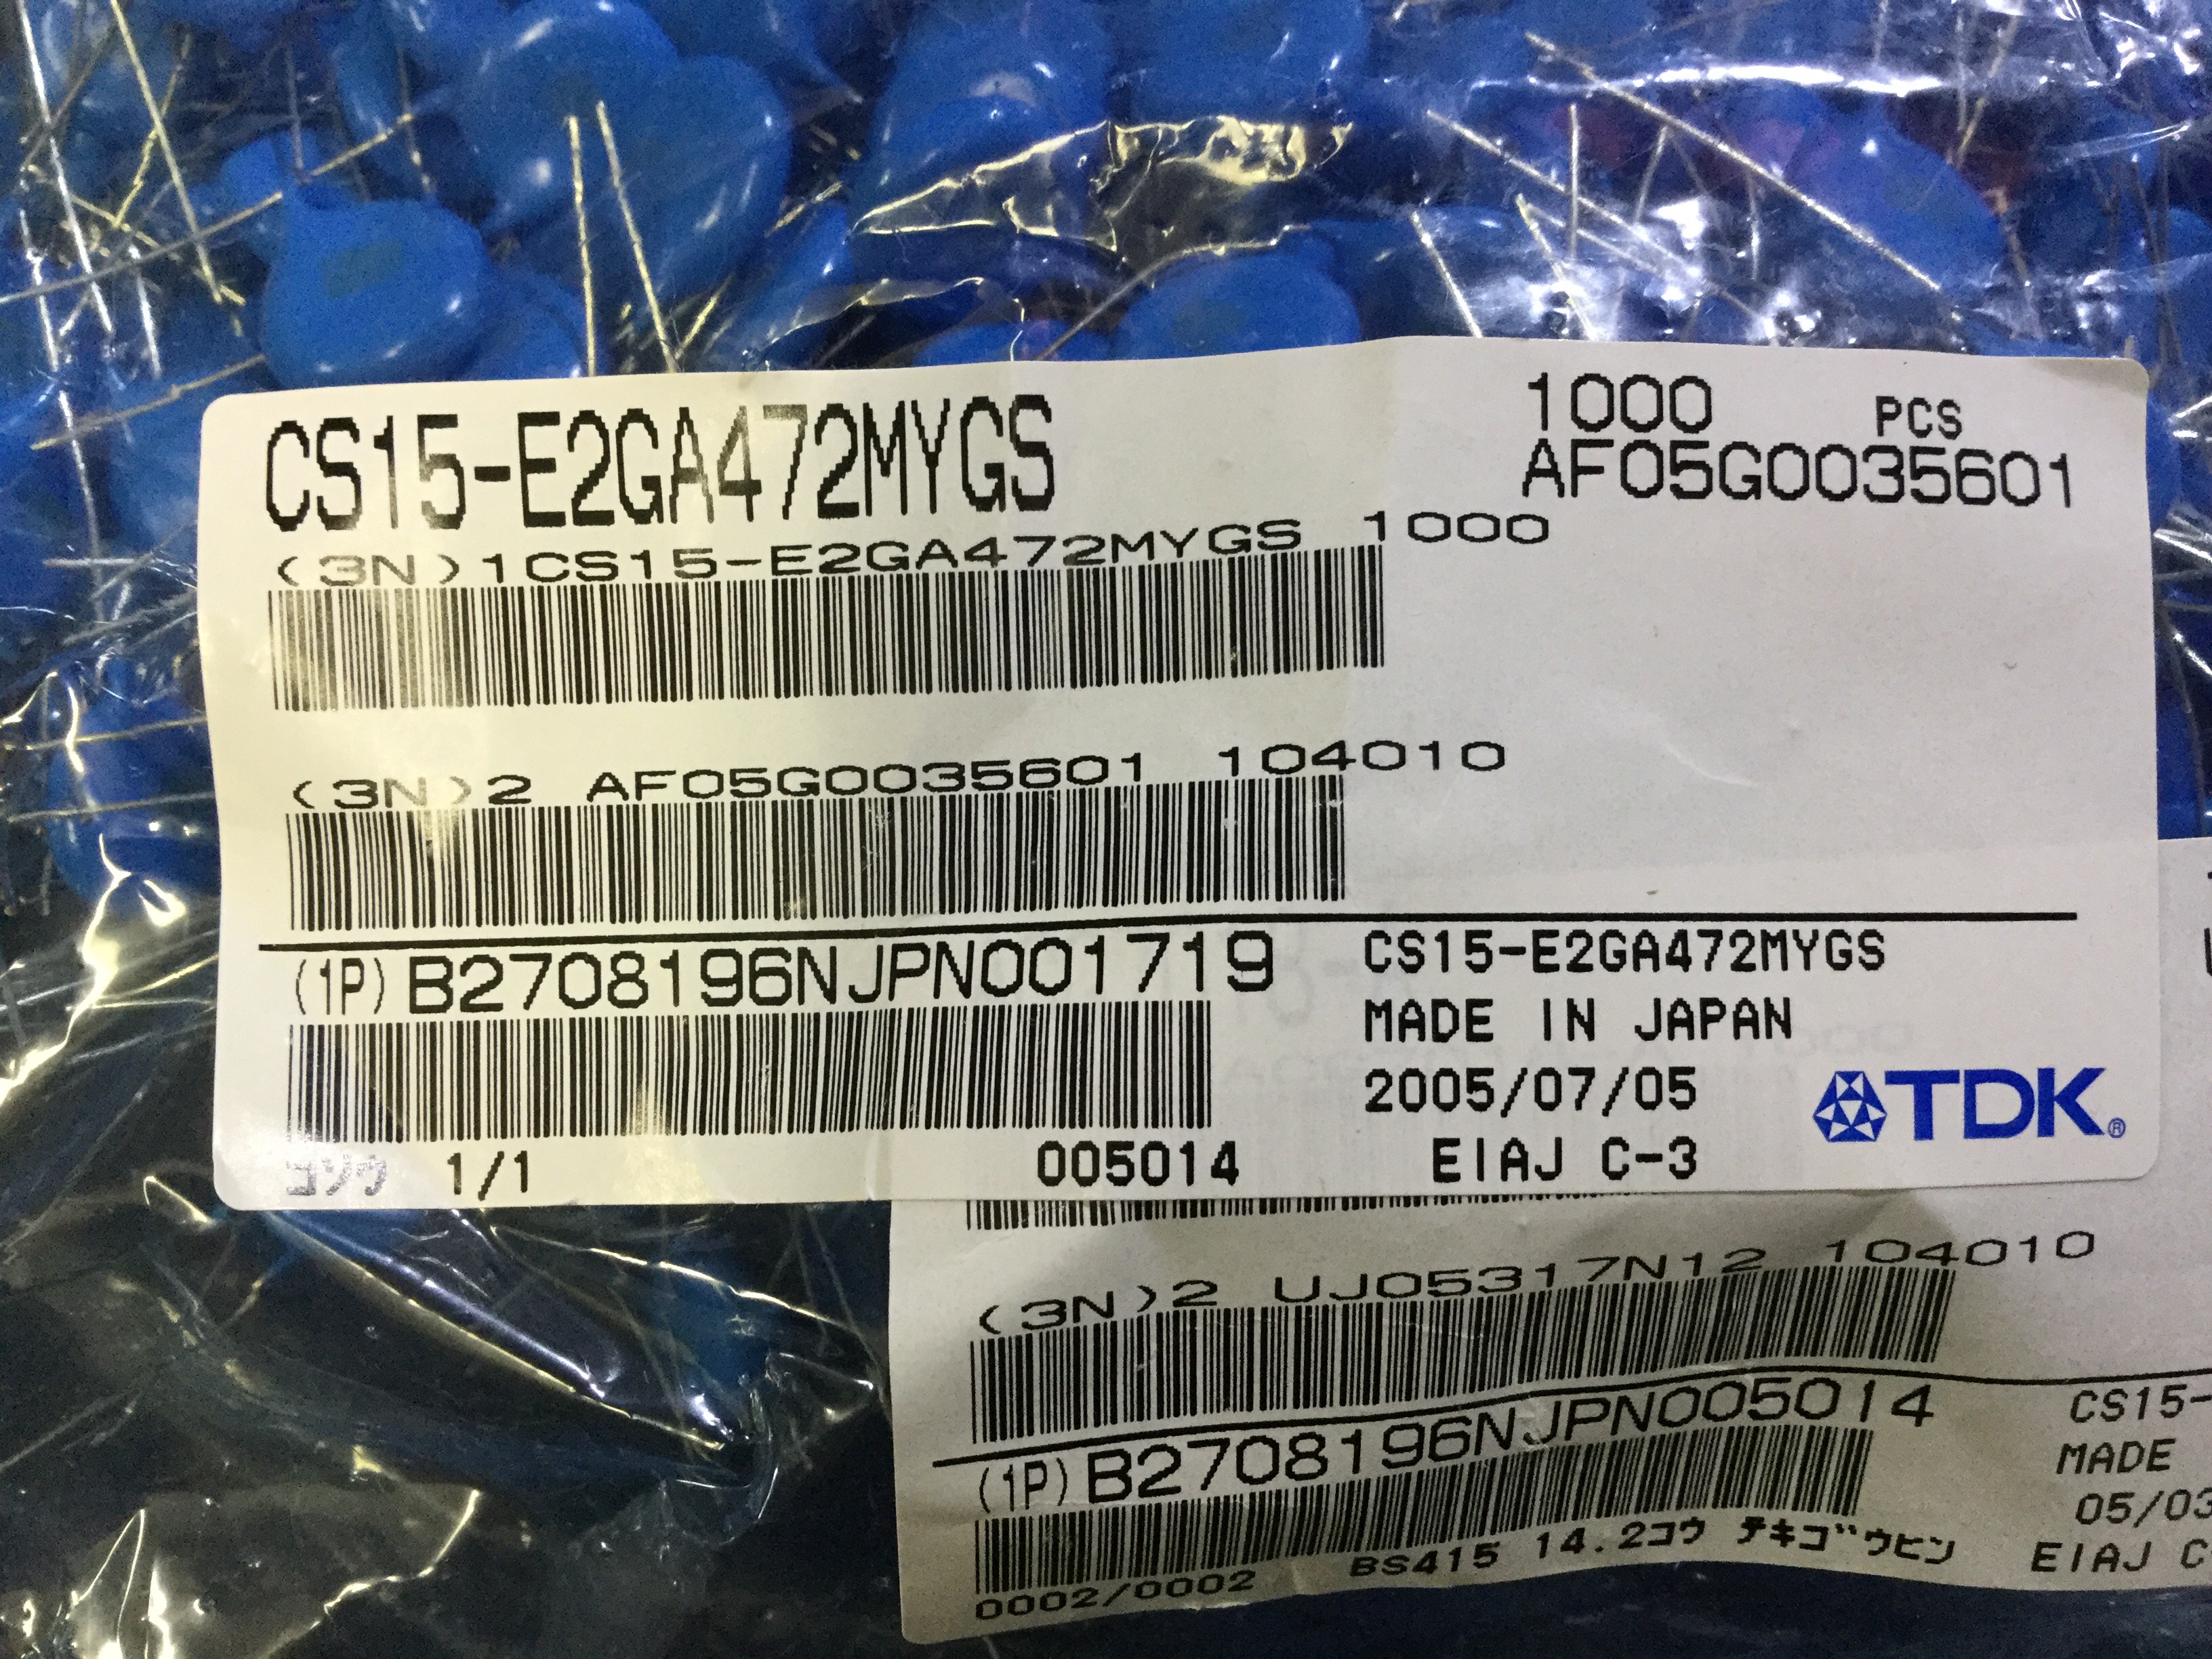 CS15-E2GA472MYGS
1000 PCS
AF05G0035601
(3N)1CS15-E2GA472MYGS 1000
(3N)2 AF05G0035601 104010
(1P) B2708196NJPN001719
CS15-E2GA472MYGS
MADE IN JAPAN
2005/07/05
EIAJ C-3
TDK®
コソウ 1/1
005014
(3N)2 UJ05317N12 104010
(1P) B2708196NJPN005014
CS15-
MADE
05/03
EIAJ C
BS415 14.2コウ テキゴウヒン
0002/0002